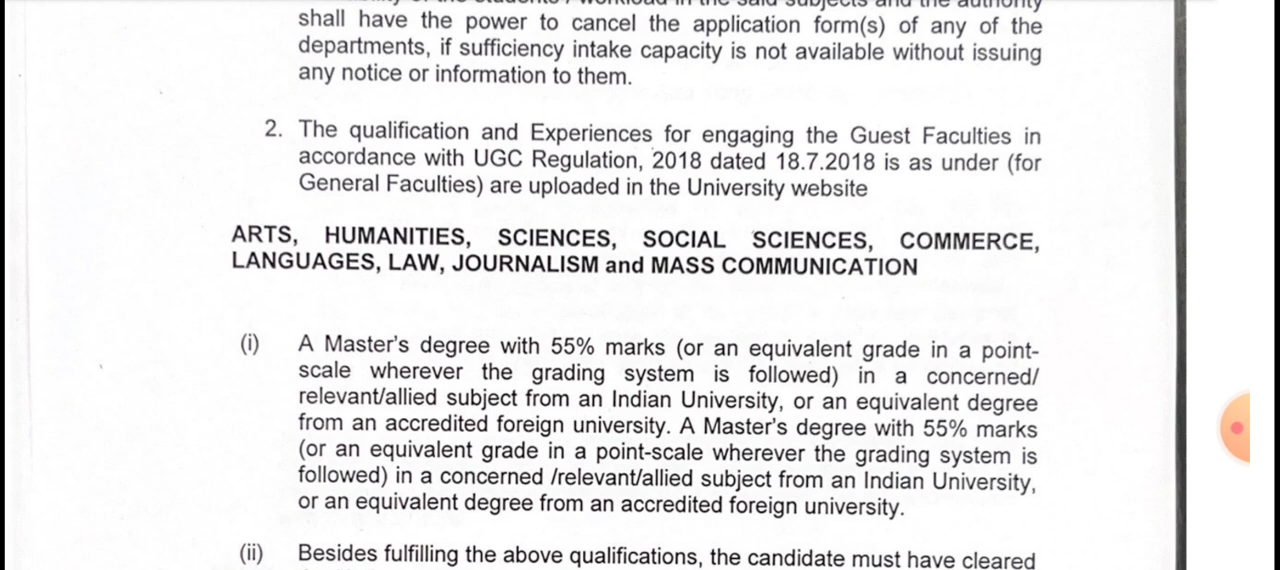 shall have the power to cancel the application form(s) of any of the
departments, if sufficiency intake capacity is not available without issuing
any notice or information to them.
2. The qualification and Experiences for engaging the Guest Faculties in
accordance with UGC Regulation, 2018 dated 18.7.2018 is as under (for
General Faculties) are uploaded in the University website
ARTS, HUMANITIES, SCIENCES, SOCIAL SCIENCES, COMMERCE,
LANGUAGES, LAW, JOURNALISM and MASS COMMUNICATION
(i) A Master's degree with 55% marks (or an equivalent grade in a point-
scale wherever the grading system is followed) in a concerned/
relevant/allied subject from an Indian University, or an equivalent degree
from an accredited foreign university. A Master's degree with 55% marks
(or an equivalent grade in a point-scale wherever the grading system is
followed) in a concerned /relevant/allied subject from an Indian University,
or an equivalent degree from an accredited foreign university.
(ii) Besides fulfilling the above qualifications, the candidate must have cleared